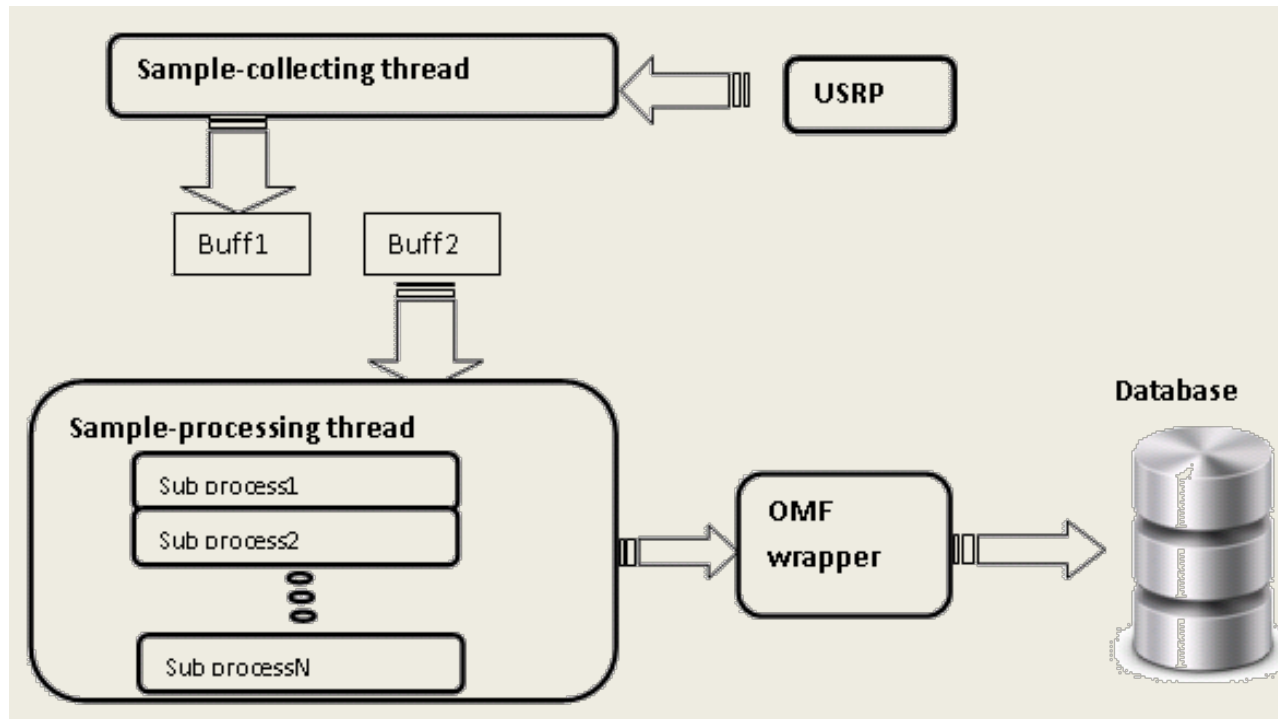 Sample-collecting thread
USRP
Buff1
Buff2
Database
Sample-processing thread
Sub process1
Sub process2
Sub processN
OMF
wrapper